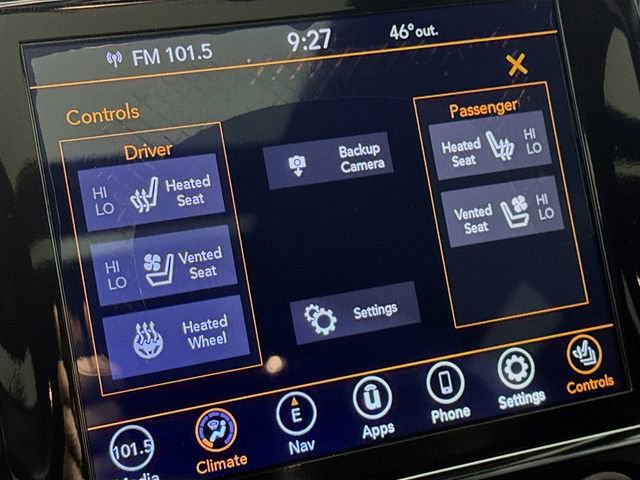 FM 101.5 9:27 46° out.
Controls
Driver
HI
LO
Heated
Seat
HI
LO
Vented
Seat
Heated
Wheel
Backup
Camera
Settings
Passenger
Heated
Seat
HI
LO
Vented
Seat
HI
LO
101.5
Media
Climate
E
Nav
Apps
Phone
Settings
Controls